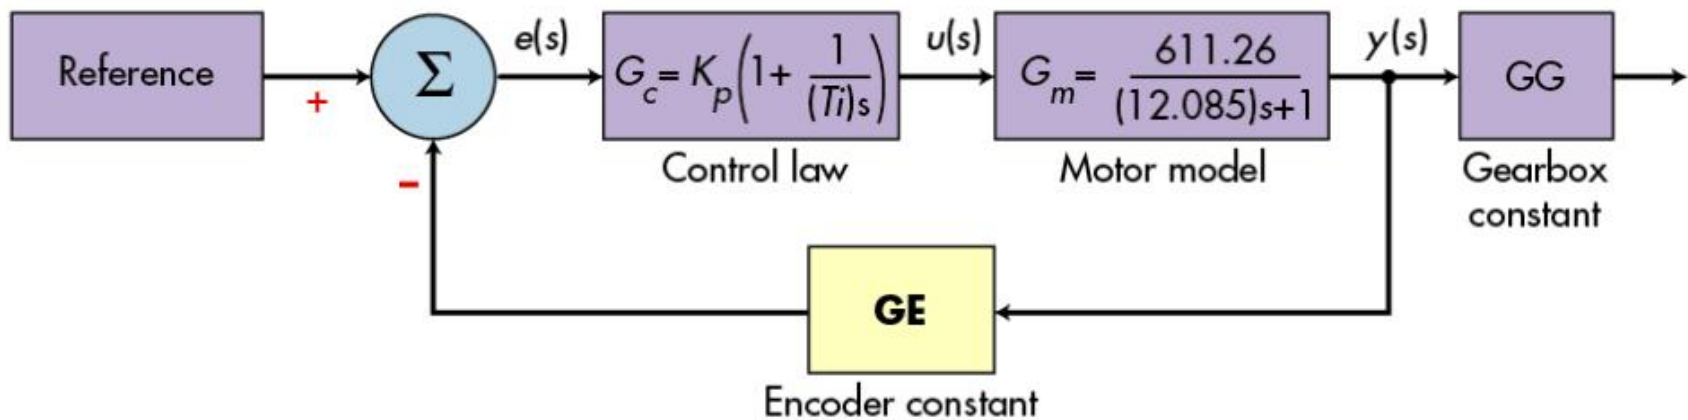 Reference
+
−
Σ
e(s)
G_c = K_p(1+ 1/((Ti)s))
Control law
u(s)
G_m = 611.26/((12.085)s+1)
Motor model
y(s)
GG
Gearbox
constant
GE
Encoder constant